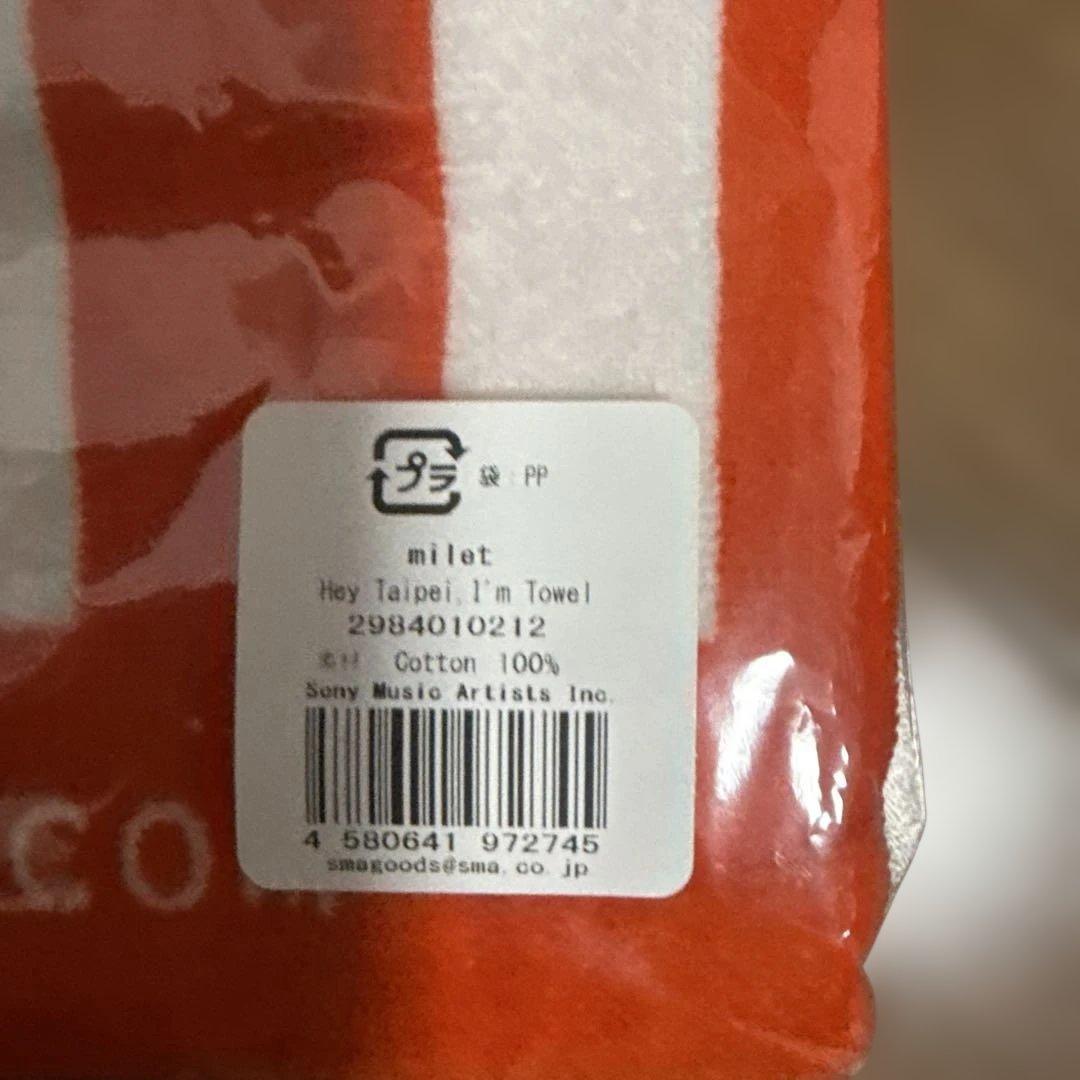 プラ 袋:PP
milet
Hey Taipei,I'm Towel
2984010212
Cotton 100%
Sony Music Artists Inc.
4 580641 972745
smagoods@sma.co.jp